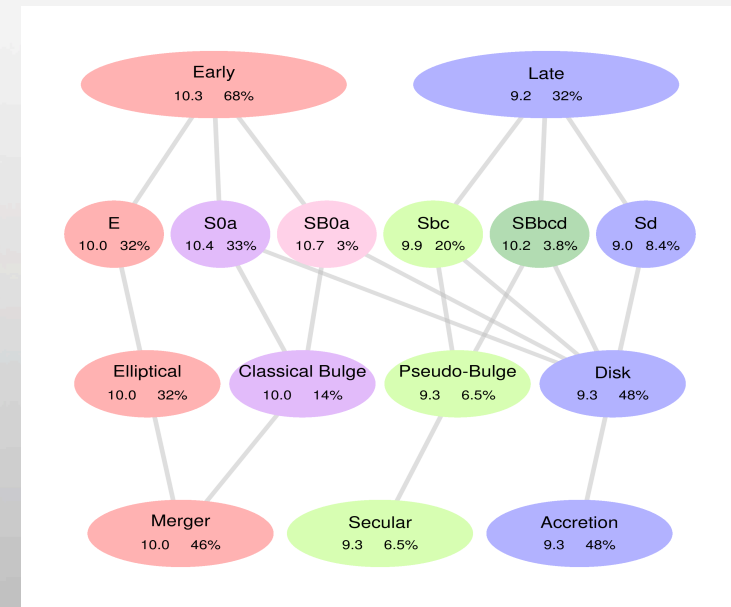 Early
10.3 68%
Late
9.2 32%
E
10.0 32%
S0a
10.4 33%
SB0a
10.7 3%
Sbc
9.9 20%
SBbcd
10.2 3.8%
Sd
9.0 8.4%
Elliptical
10.0 32%
Classical Bulge
10.0 14%
Pseudo-Bulge
9.3 6.5%
Disk
9.3 48%
Merger
10.0 46%
Secular
9.3 6.5%
Accretion
9.3 48%